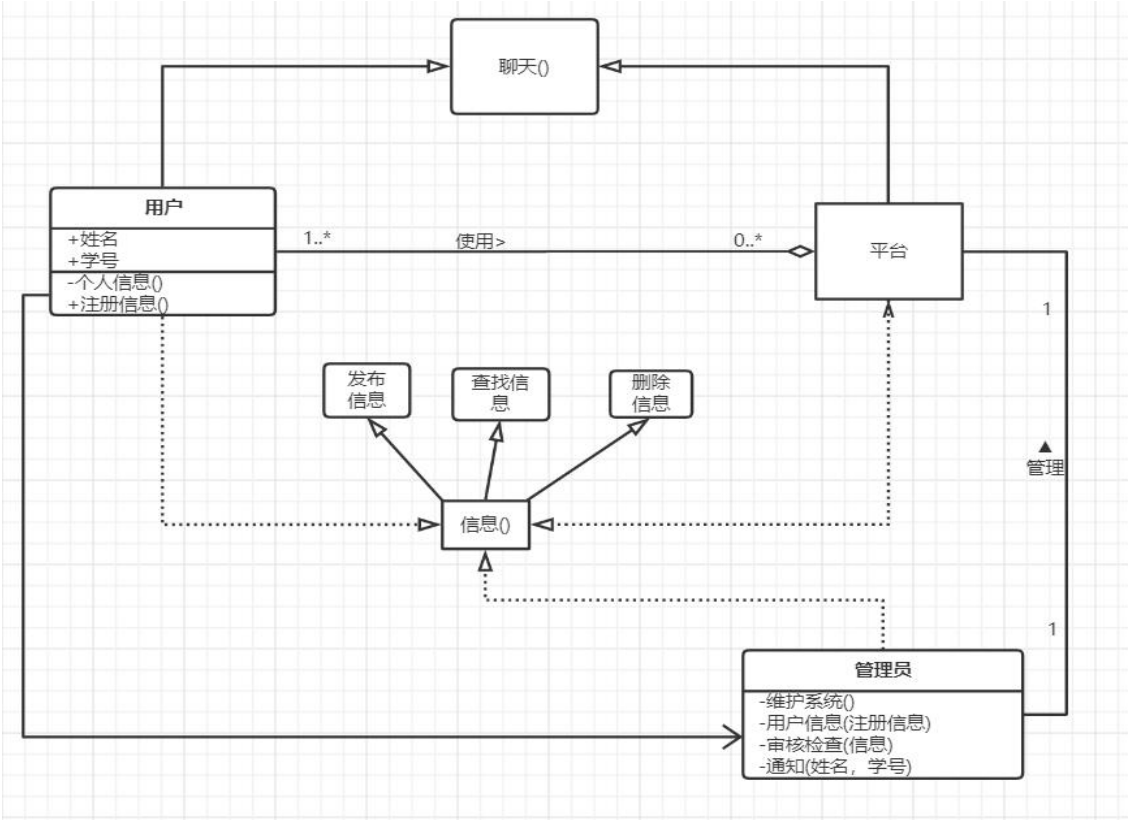 聊天()
用户
+姓名
+学号
-个人信息()
+注册信息()
1..*
使用>
0..*
平台
1
发布
信息
查找信
息
删除
信息
▲
管理
信息()
1
管理员
-维护系统()
-用户信息(注册信息)
-审核检查(信息)
-通知(姓名，学号)